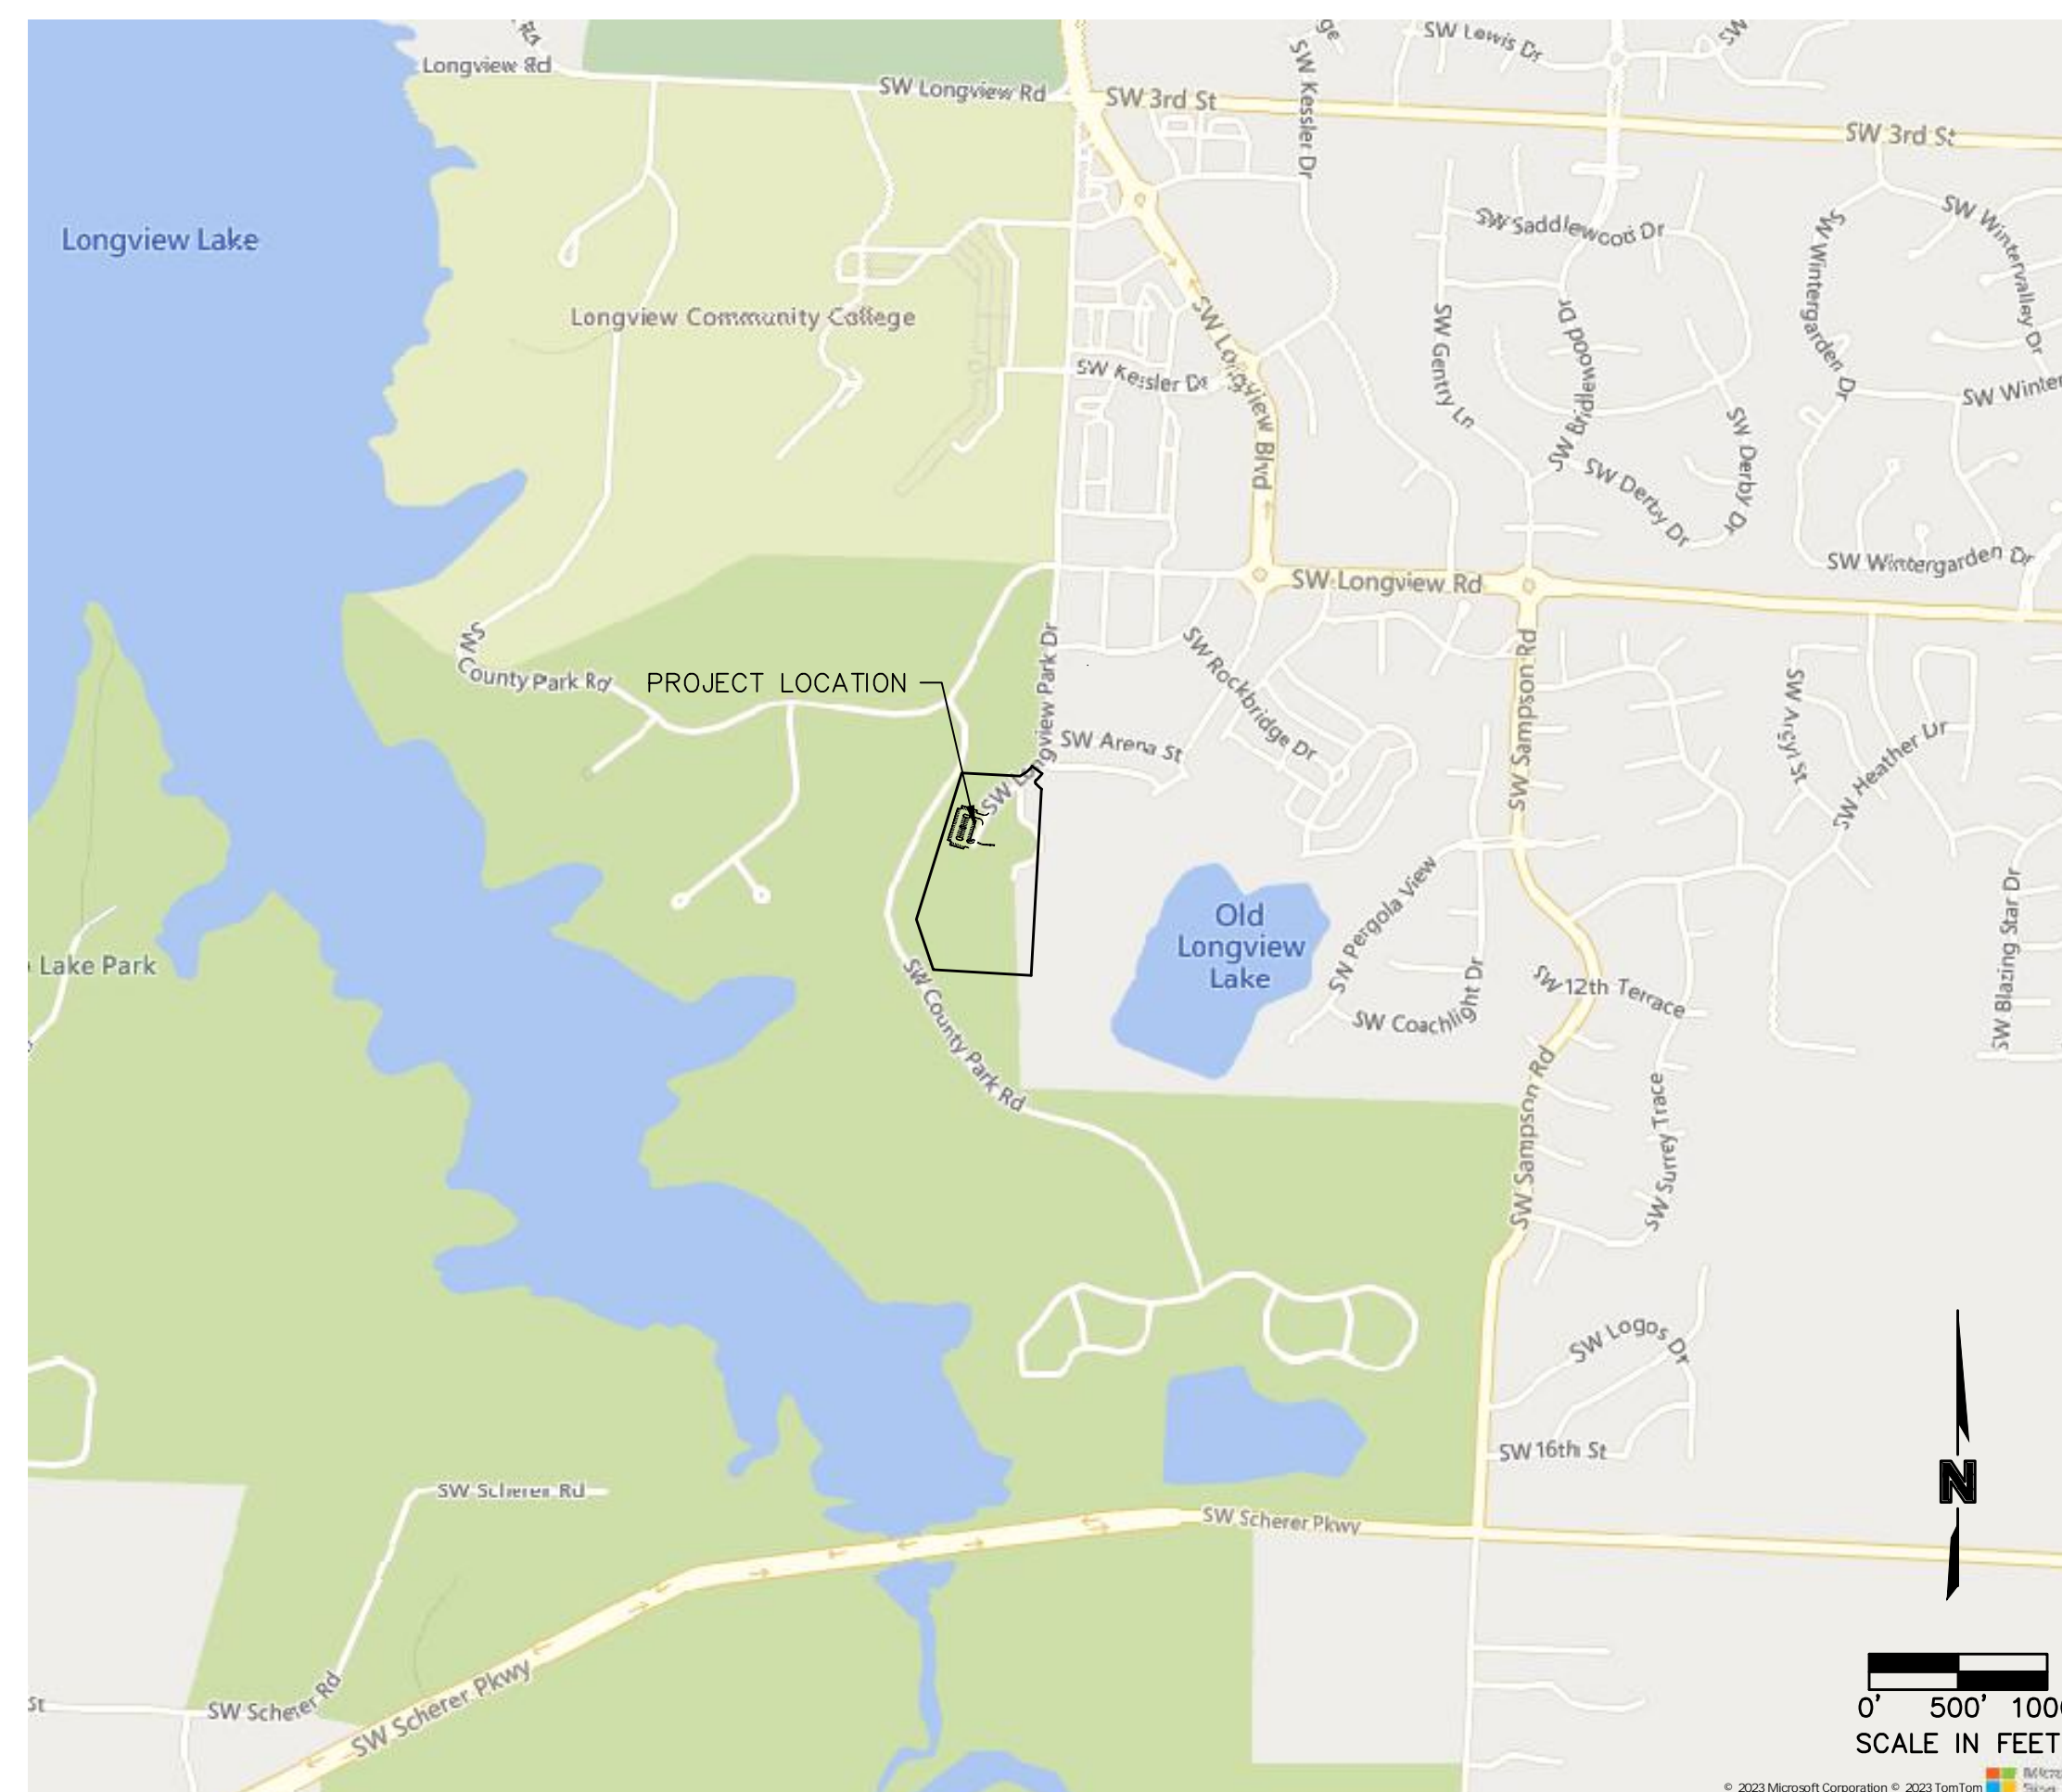 SW Lewis Dr
SW
Longview Rd
SW Longview Rd
SW 3rd St
SW Kessler Dr
SW 3rd St
Longview Lake
SW Saddlewood Dr
SW Wintergarden Dr
SW Wintervalley Dr
Longview Community College
SW Longview Blvd
SW Gentry Ln
SW Bridlewood Dr
SW Kessler Dr
SW Winter
SW Derby Dr
SW Derby Dr
SW Longview Rd
SW Wintergarden Dr
SW
County Park Rd
PROJECT LOCATION
SW Longview Park Dr
SW Rockbridge Dr
SW Arena St
SW Sampson Rd
SW Argyl St
SW Heather Dr
Old
Longview
Lake
SW Pergola View
SW Blazing Star Dr
Lake Park
SW County Park Rd
SW 12th Terrace
SW Coachlight Dr
SW Sampson Rd
SW Surrey Trace
SW Logos Dr
SW 16th St
N
SW Scherer Rd
SW Scherer Pkwy
SW Scherer Rd
SW Scherer Pkwy
St
0' 500' 100
SCALE IN FEET
© 2023 Microsoft Corporation © 2023 TomTom